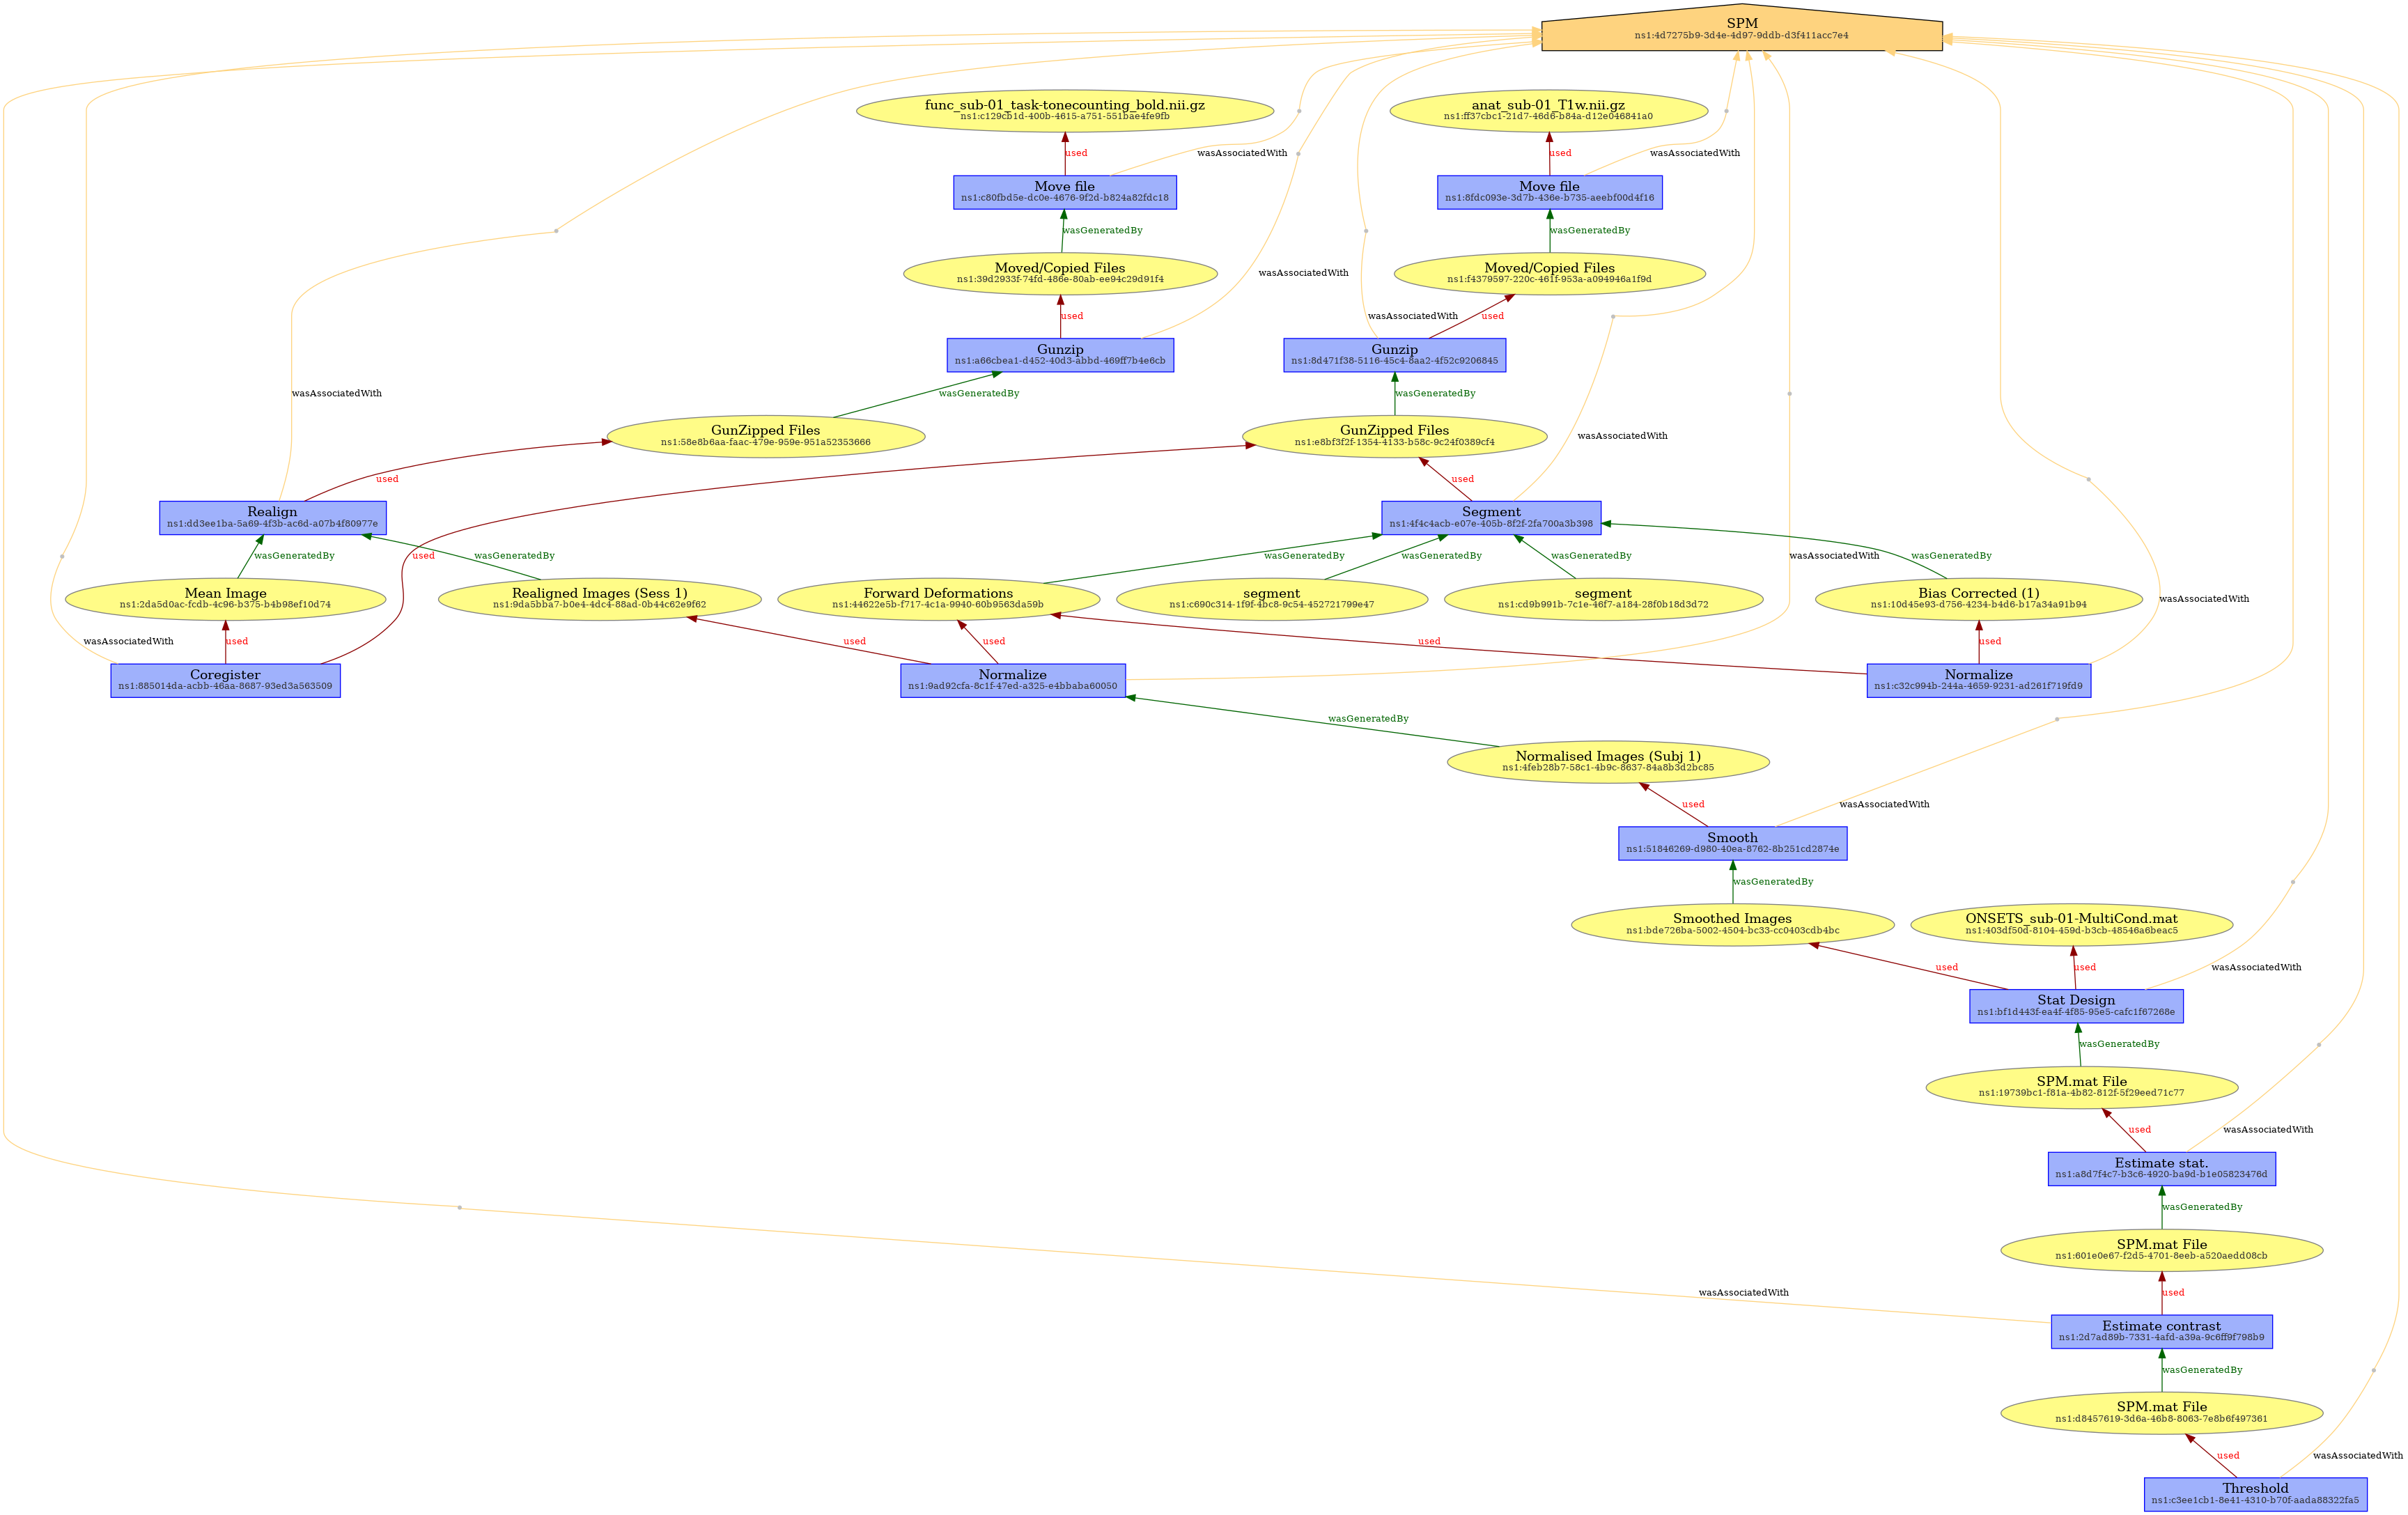 SPM
ns1:4d7275b9-3d4e-4d97-9ddb-d3f411acc7e4
func_sub-01_task-tonecounting_bold.nii.gz
ns1:c129cb1d-400b-4615-a751-551bae4fe9fb
anat_sub-01_T1w.nii.gz
ns1:ff37cbc1-21d7-46d6-b84a-d12e046841a0
used
wasAssociatedWith
used
wasAssociatedWith
Move file
ns1:c80fbd5e-dc0e-4676-9f2d-b824a82fdc18
Move file
ns1:8fdc093e-3d7b-436e-b735-aeebf00d4f16
wasGeneratedBy
wasGeneratedBy
Moved/Copied Files
ns1:39d2933f-74fd-486e-80ab-ee94c29d91f4
wasAssociatedWith
Moved/Copied Files
ns1:f4379597-220c-461f-953a-a094946a1f9d
used
wasAssociatedWith
used
Gunzip
ns1:a66cbea1-d452-40d3-abbd-469ff7b4e6cb
Gunzip
ns1:8d471f38-5116-45c4-8aa2-4f52c9206845
wasAssociatedWith
wasGeneratedBy
wasGeneratedBy
GunZipped Files
ns1:58e8b6aa-faac-479e-959e-951a52353666
GunZipped Files
ns1:e8bf3f2f-1354-4133-b58c-9c24f0389cf4
wasAssociatedWith
used
used
Realign
ns1:dd3ee1ba-5a69-4f3b-ac6d-a07b4f80977e
Segment
ns1:4f4c4acb-e07e-405b-8f2f-2fa700a3b398
wasGeneratedBy
used
wasGeneratedBy
wasGeneratedBy
wasGeneratedBy
wasGeneratedBy
wasAssociatedWith
wasGeneratedBy
Mean Image
ns1:2da5d0ac-fcdb-4c96-b375-b4b98ef10d74
Realigned Images (Sess 1)
ns1:9da5bba7-b0e4-4dc4-88ad-0b44c62e9f62
Forward Deformations
ns1:44622e5b-f717-4c1a-9940-60b9563da59b
segment
ns1:c690c314-1f9f-4bc8-9c54-452721799e47
segment
ns1:cd9b991b-7c1e-46f7-a184-28f0b18d3d72
Bias Corrected (1)
ns1:10d45e93-d756-4234-b4d6-b17a34a91b94
wasAssociatedWith
wasAssociatedWith
used
used
used
used
used
Coregister
ns1:885014da-acbb-46aa-8687-93ed3a563509
Normalize
ns1:9ad92cfa-8c1f-47ed-a325-e4bbaba60050
Normalize
ns1:c32c994b-244a-4659-9231-ad261f719fd9
wasGeneratedBy
Normalised Images (Subj 1)
ns1:4feb28b7-58c1-4b9c-8637-84a8b3d2bc85
used
wasAssociatedWith
Smooth
ns1:51846269-d980-40ea-8762-8b251cd2874e
wasGeneratedBy
Smoothed Images
ns1:bde726ba-5002-4504-bc33-cc0403cdb4bc
ONSETS_sub-01-MultiCond.mat
ns1:403df50d-8104-459d-b3cb-48546a6beac5
used
used
wasAssociatedWith
Stat Design
ns1:bf1d443f-ea4f-4f85-95e5-cafc1f67268e
wasGeneratedBy
SPM.mat File
ns1:19739bc1-f81a-4b82-812f-5f29eed71c77
used
wasAssociatedWith
Estimate stat.
ns1:a8d7f4c7-b3c6-4920-ba9d-b1e05823476d
wasGeneratedBy
SPM.mat File
ns1:601e0e67-f2d5-4701-8eeb-a520aedd08cb
wasAssociatedWith
used
Estimate contrast
ns1:2d7ad89b-7331-4afd-a39a-9c6ff9f798b9
wasGeneratedBy
SPM.mat File
ns1:d8457619-3d6a-46b8-8063-7e8b6f497361
used
wasAssociatedWith
Threshold
ns1:c3ee1cb1-8e41-4310-b70f-aada88322fa5